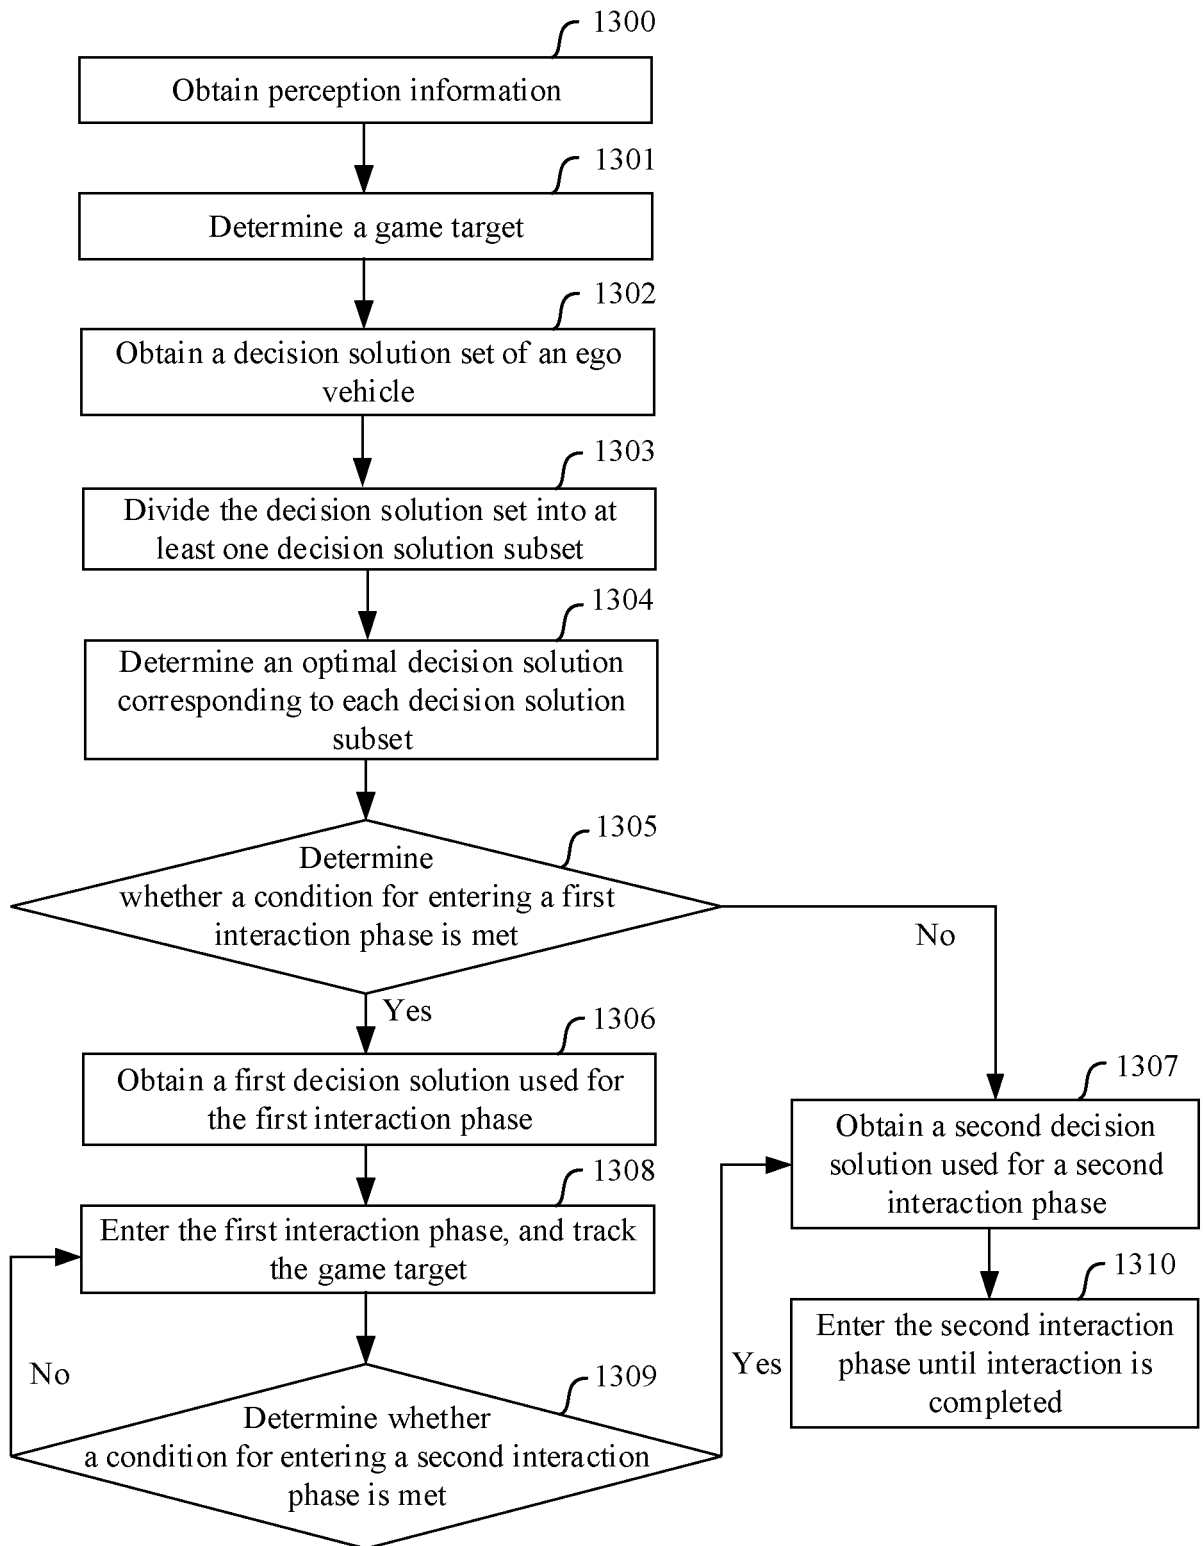 1300
Obtain perception information
1301
Determine a game target
1302
Obtain a decision solution set of an ego
vehicle
1303
Divide the decision solution set into at
least one decision solution subset
1304
Determine an optimal decision solution
corresponding to each decision solution
subset
1305
Determine
whether a condition for entering a first
interaction phase is met
No
Yes
1306
Obtain a first decision solution used for
the first interaction phase
1307
Obtain a second decision
solution used for a second
interaction phase
1308
Enter the first interaction phase, and track
the game target
1310
Enter the second interaction
phase until interaction is
completed
No
Yes
1309
Determine whether
a condition for entering a second interaction
phase is met